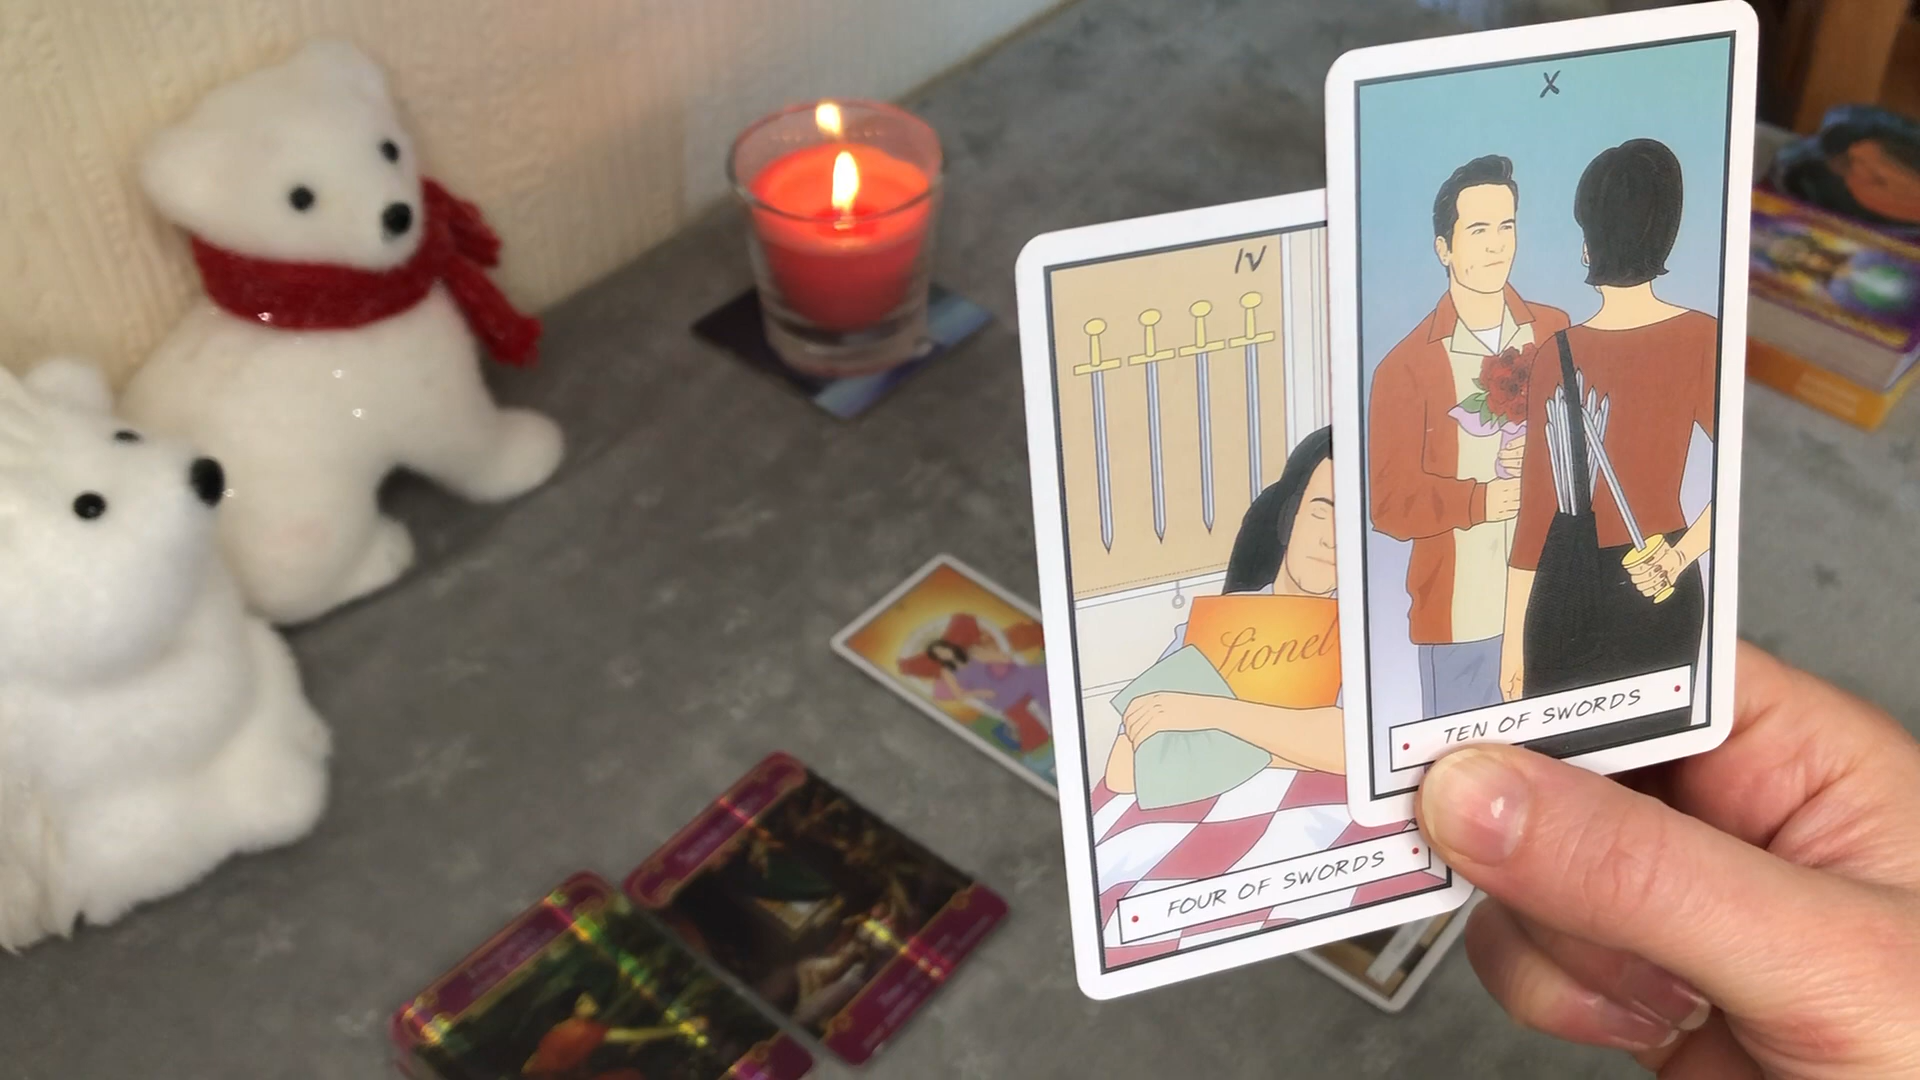 X
TEN OF SWORDS
IV
Lionel
FOUR OF SWORDS